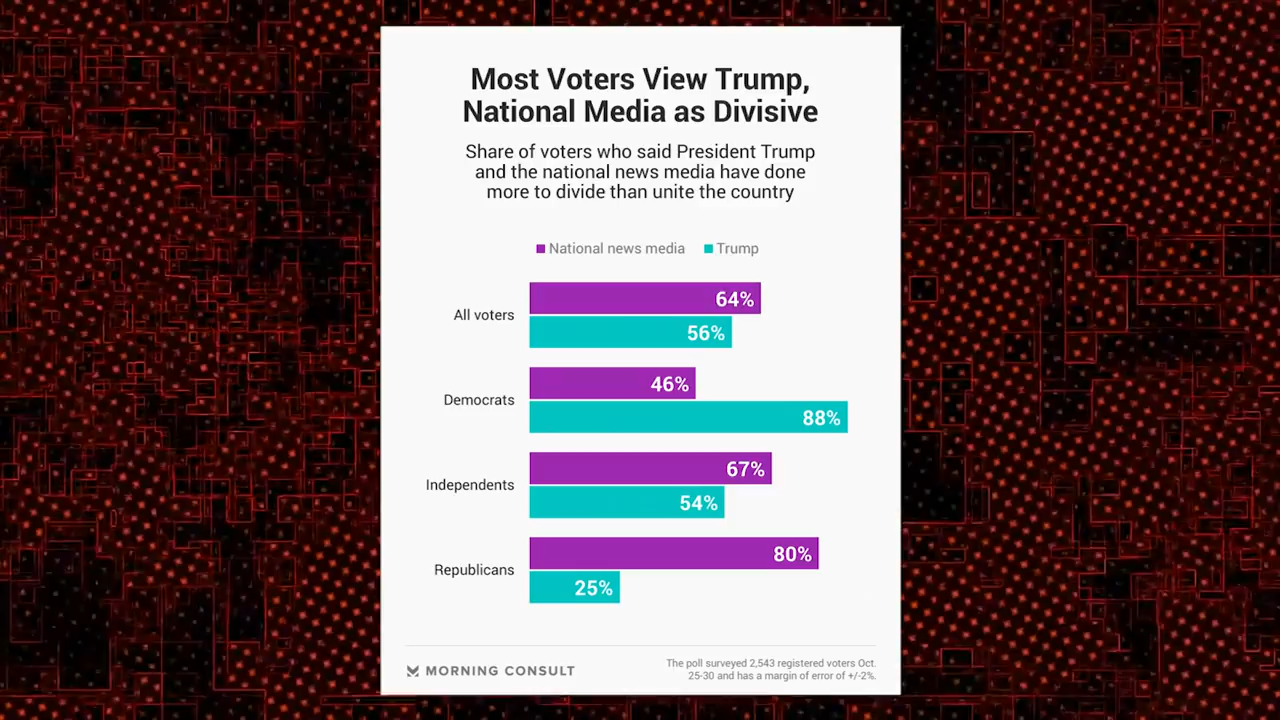 Most Voters View Trump,
National Media as Divisive
Share of voters who said President Trump
and the national news media have done
more to divide than unite the country
National news media Trump
64%
All voters
56%
46%
Democrats
88%
67%
Independents
54%
80%
Republicans
25%
MORNING CONSULT
The poll surveyed 2,543 registered voters Oct.
25-30 and has a margin of error of +/-2%.